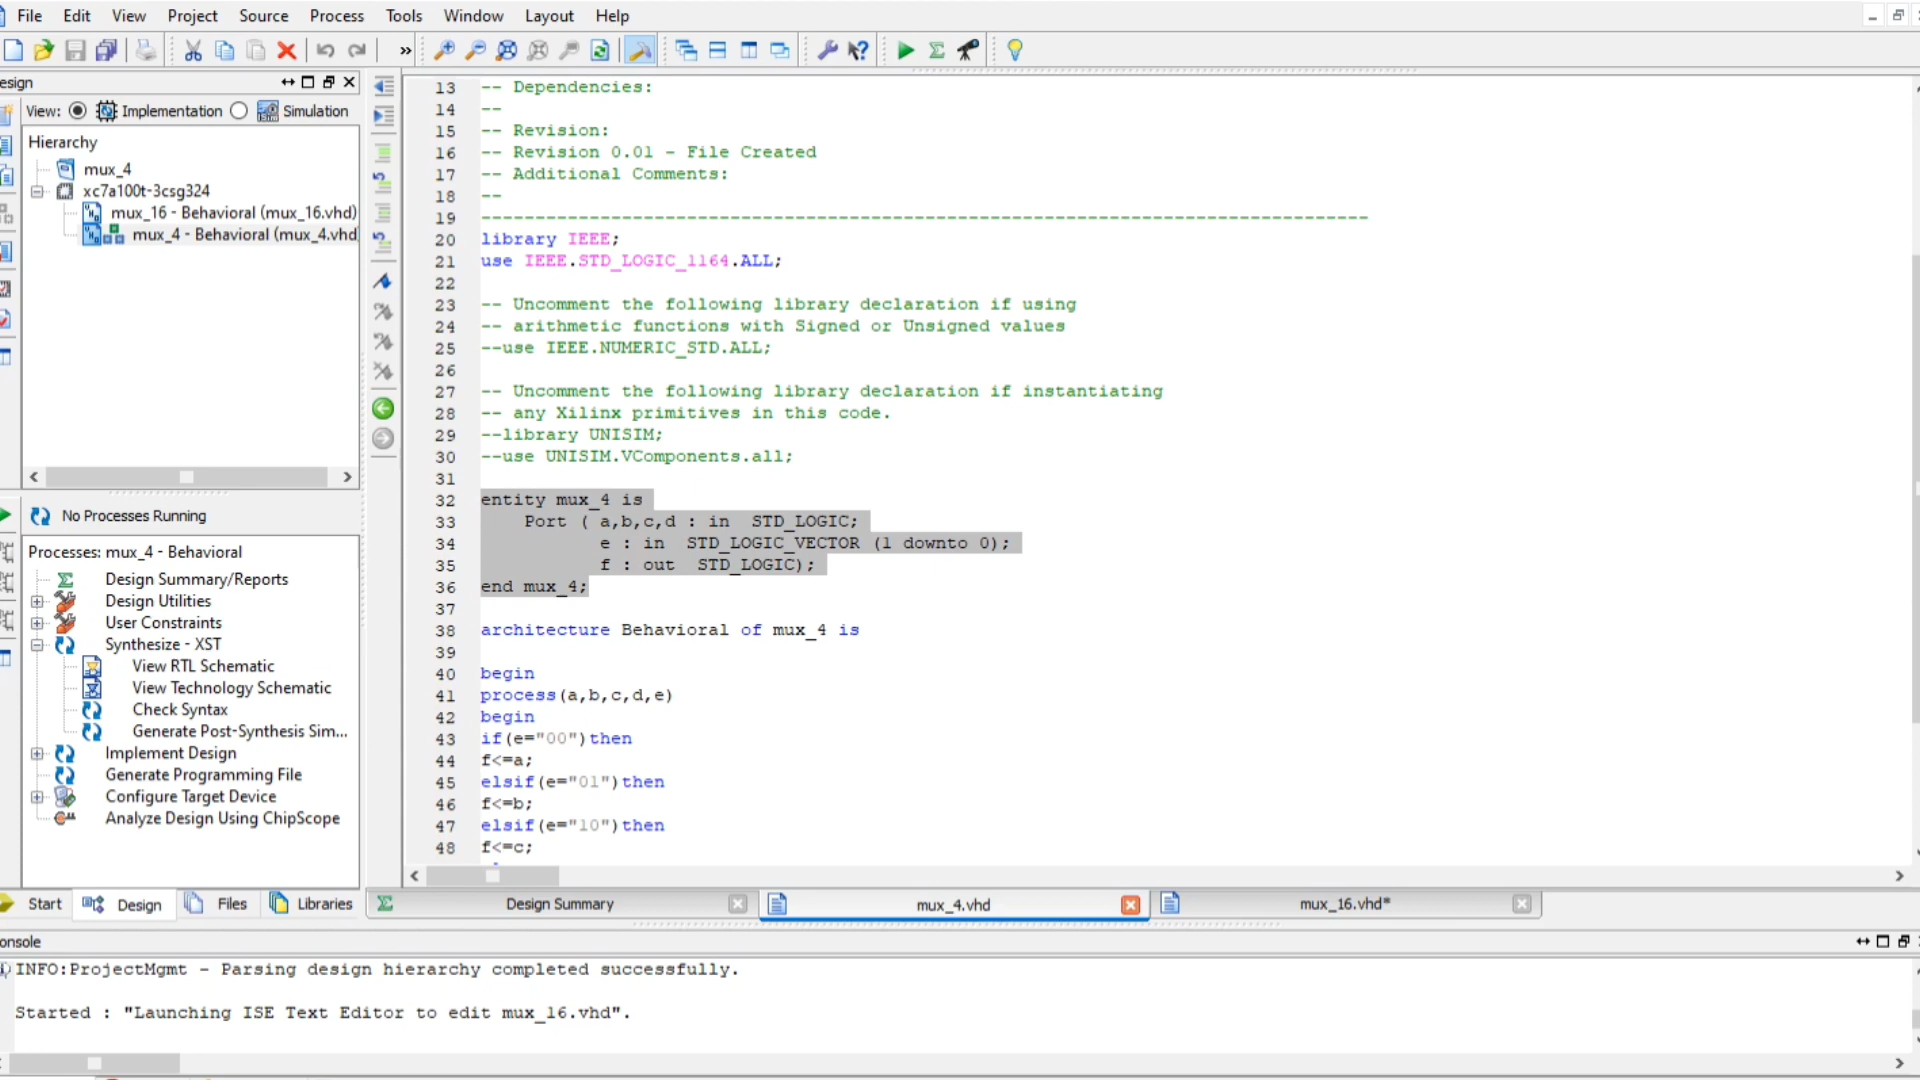 File Edit View Project Source Process Tools Window Layout Help
esign
View: Implementation Simulation
Hierarchy
mux_4
xc7a100t-3csg324
mux_16 - Behavioral (mux_16.vhd)
mux_4 - Behavioral (mux_4.vhd
No Processes Running
Processes: mux_4 - Behavioral
Design Summary/Reports
Design Utilities
User Constraints
Synthesize - XST
View RTL Schematic
View Technology Schematic
Check Syntax
Generate Post-Synthesis Sim...
Implement Design
Generate Programming File
Configure Target Device
Analyze Design Using ChipScope
Start Design Files Libraries
13 -- Dependencies:
14 --
15 -- Revision:
16 -- Revision 0.01 - File Created
17 -- Additional Comments:
18 --
19 ----------------------------------------------------------------------------------
20 library IEEE;
21 use IEEE.STD_LOGIC_1164.ALL;
22
23 -- Uncomment the following library declaration if using
24 -- arithmetic functions with Signed or Unsigned values
25 --use IEEE.NUMERIC_STD.ALL;
26
27 -- Uncomment the following library declaration if instantiating
28 -- any Xilinx primitives in this code.
29 --library UNISIM;
30 --use UNISIM.VComponents.all;
31
32 entity mux_4 is
33 Port ( a,b,c,d : in STD_LOGIC;
34 e : in STD_LOGIC_VECTOR (1 downto 0);
35 f : out STD_LOGIC);
36 end mux_4;
37
38 architecture Behavioral of mux_4 is
39
40 begin
41 process(a,b,c,d,e)
42 begin
43 if(e="00")then
44 f<=a;
45 elsif(e="01")then
46 f<=b;
47 elsif(e="10")then
48 f<=c;
Design Summary mux_4.vhd mux_16.vhd*
onsole
INFO:ProjectMgmt - Parsing design hierarchy completed successfully.
Started : "Launching ISE Text Editor to edit mux_16.vhd".